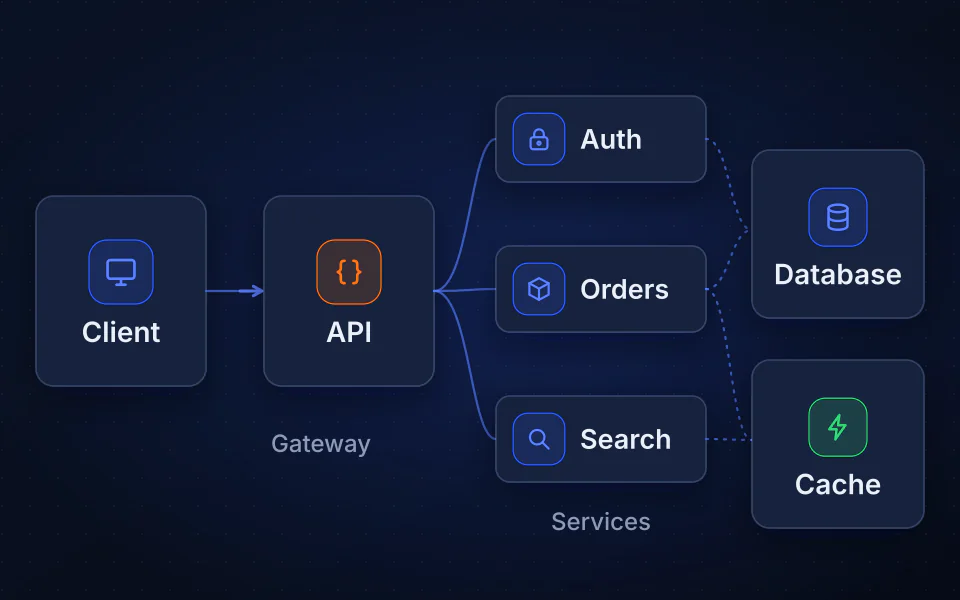 Client
API
Gateway
Auth
Orders
Search
Services
Database
Cache